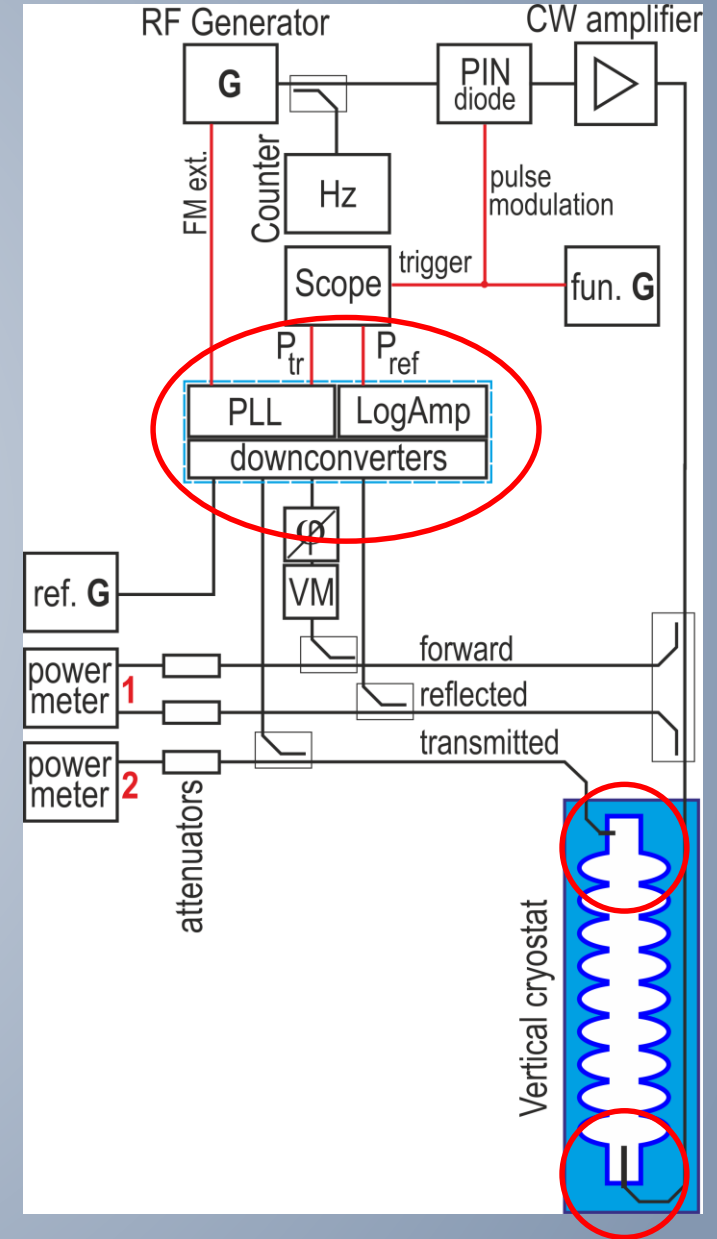 RF Generator
CW amplifier
G
PIN
diode
FM ext.
Counter
Hz
pulse
modulation
Scope
trigger
fun. G
Ptr
Pref
PLL
LogAmp
downconverters
φ
ref. G
VM
power
meter 1
forward
reflected
power
meter 2
transmitted
attenuators
Vertical cryostat